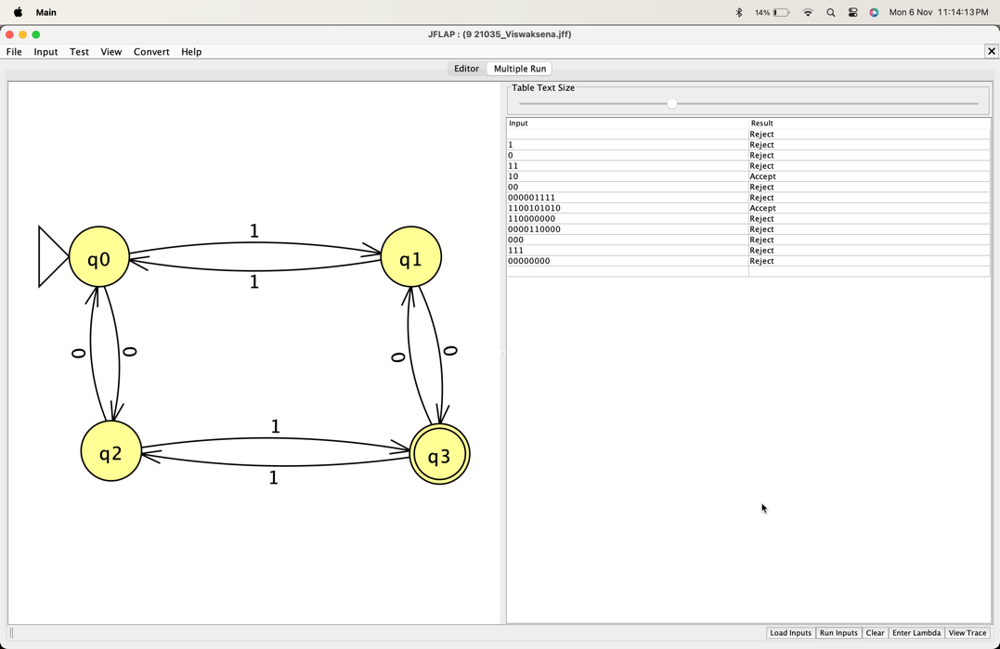 Main 14% Mon 6 Nov 11:14:13 PM
JFLAP : (9 21035_Viswaksena.jff)
File Input Test View Convert Help
Editor Multiple Run
Table Text Size
Input Result
Reject
1 Reject
0 Reject
11 Reject
10 Accept
00 Reject
000001111 Reject
1100101010 Accept
110000000 Reject
0000110000 Reject
000 Reject
111 Reject
00000000 Reject
1
q0 q1
1
0 0 0 0
1
q2 q3
1
Load Inputs Run Inputs Clear Enter Lambda View Trace